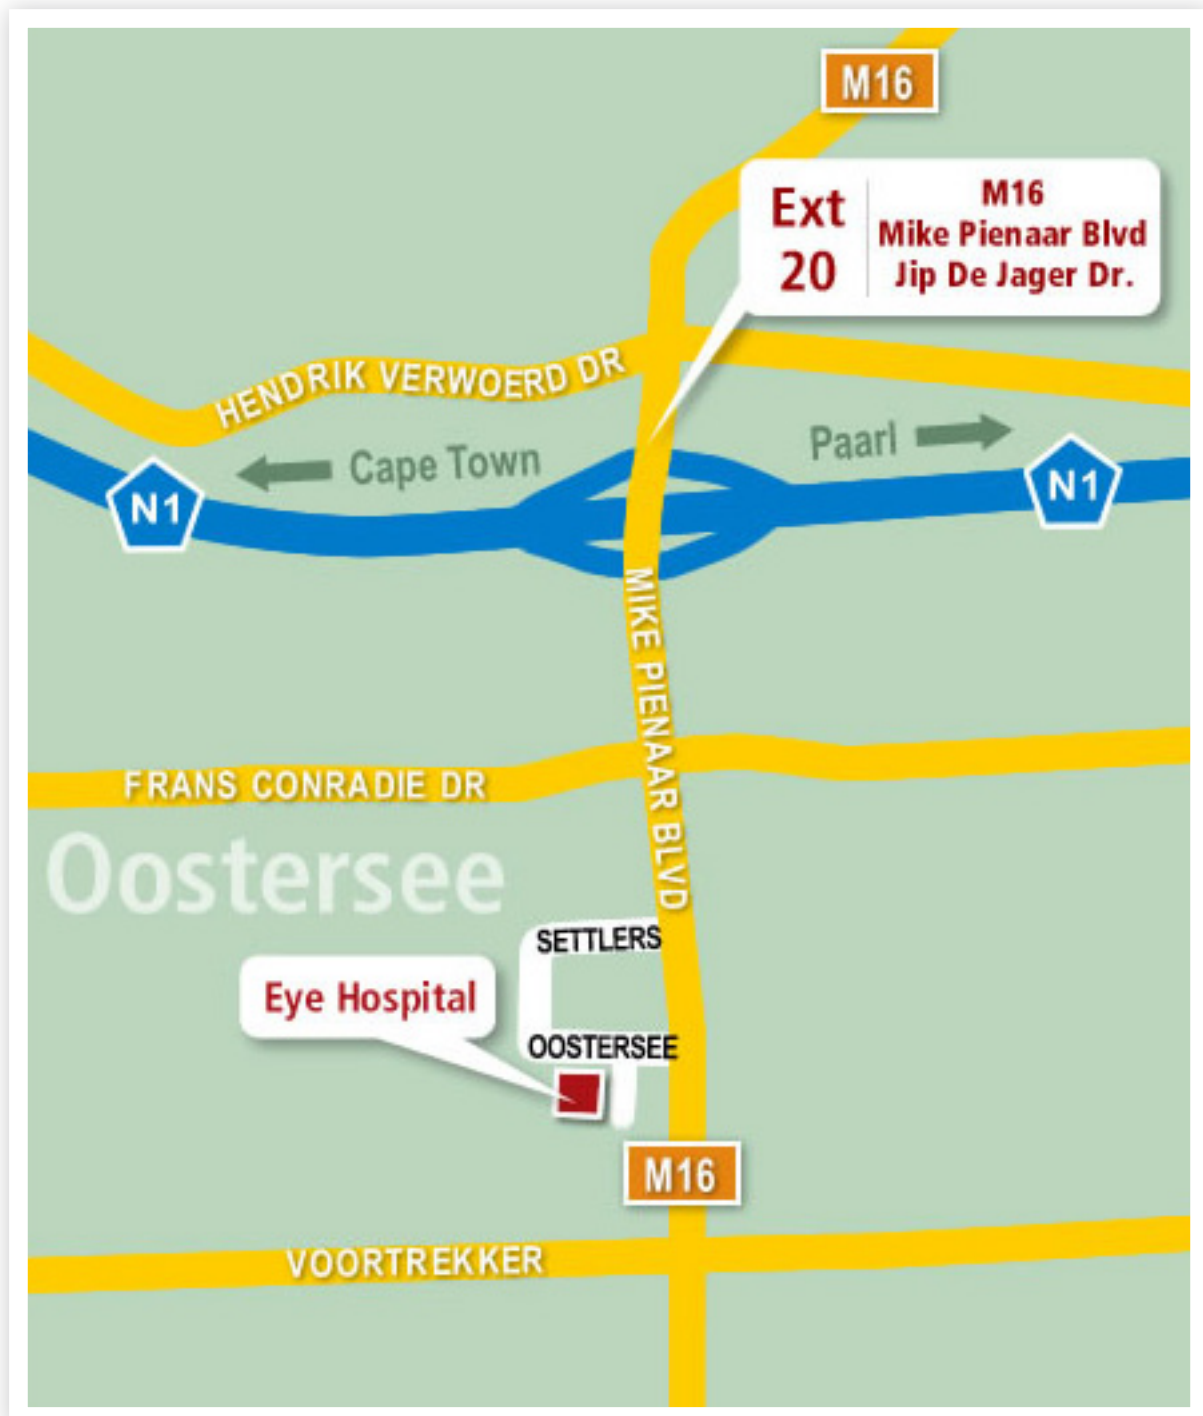 M16
Ext
20
M16
Mike Pienaar Blvd
Jip De Jager Dr.
HENDRIK VERWOERD DR
Paarl
Cape Town
N1
N1
MIKE PIENAAR BLVD
FRANS CONRADIE DR
Oostersee
SETTLERS
Eye Hospital
OOSTERSEE
M16
VOORTREKKER